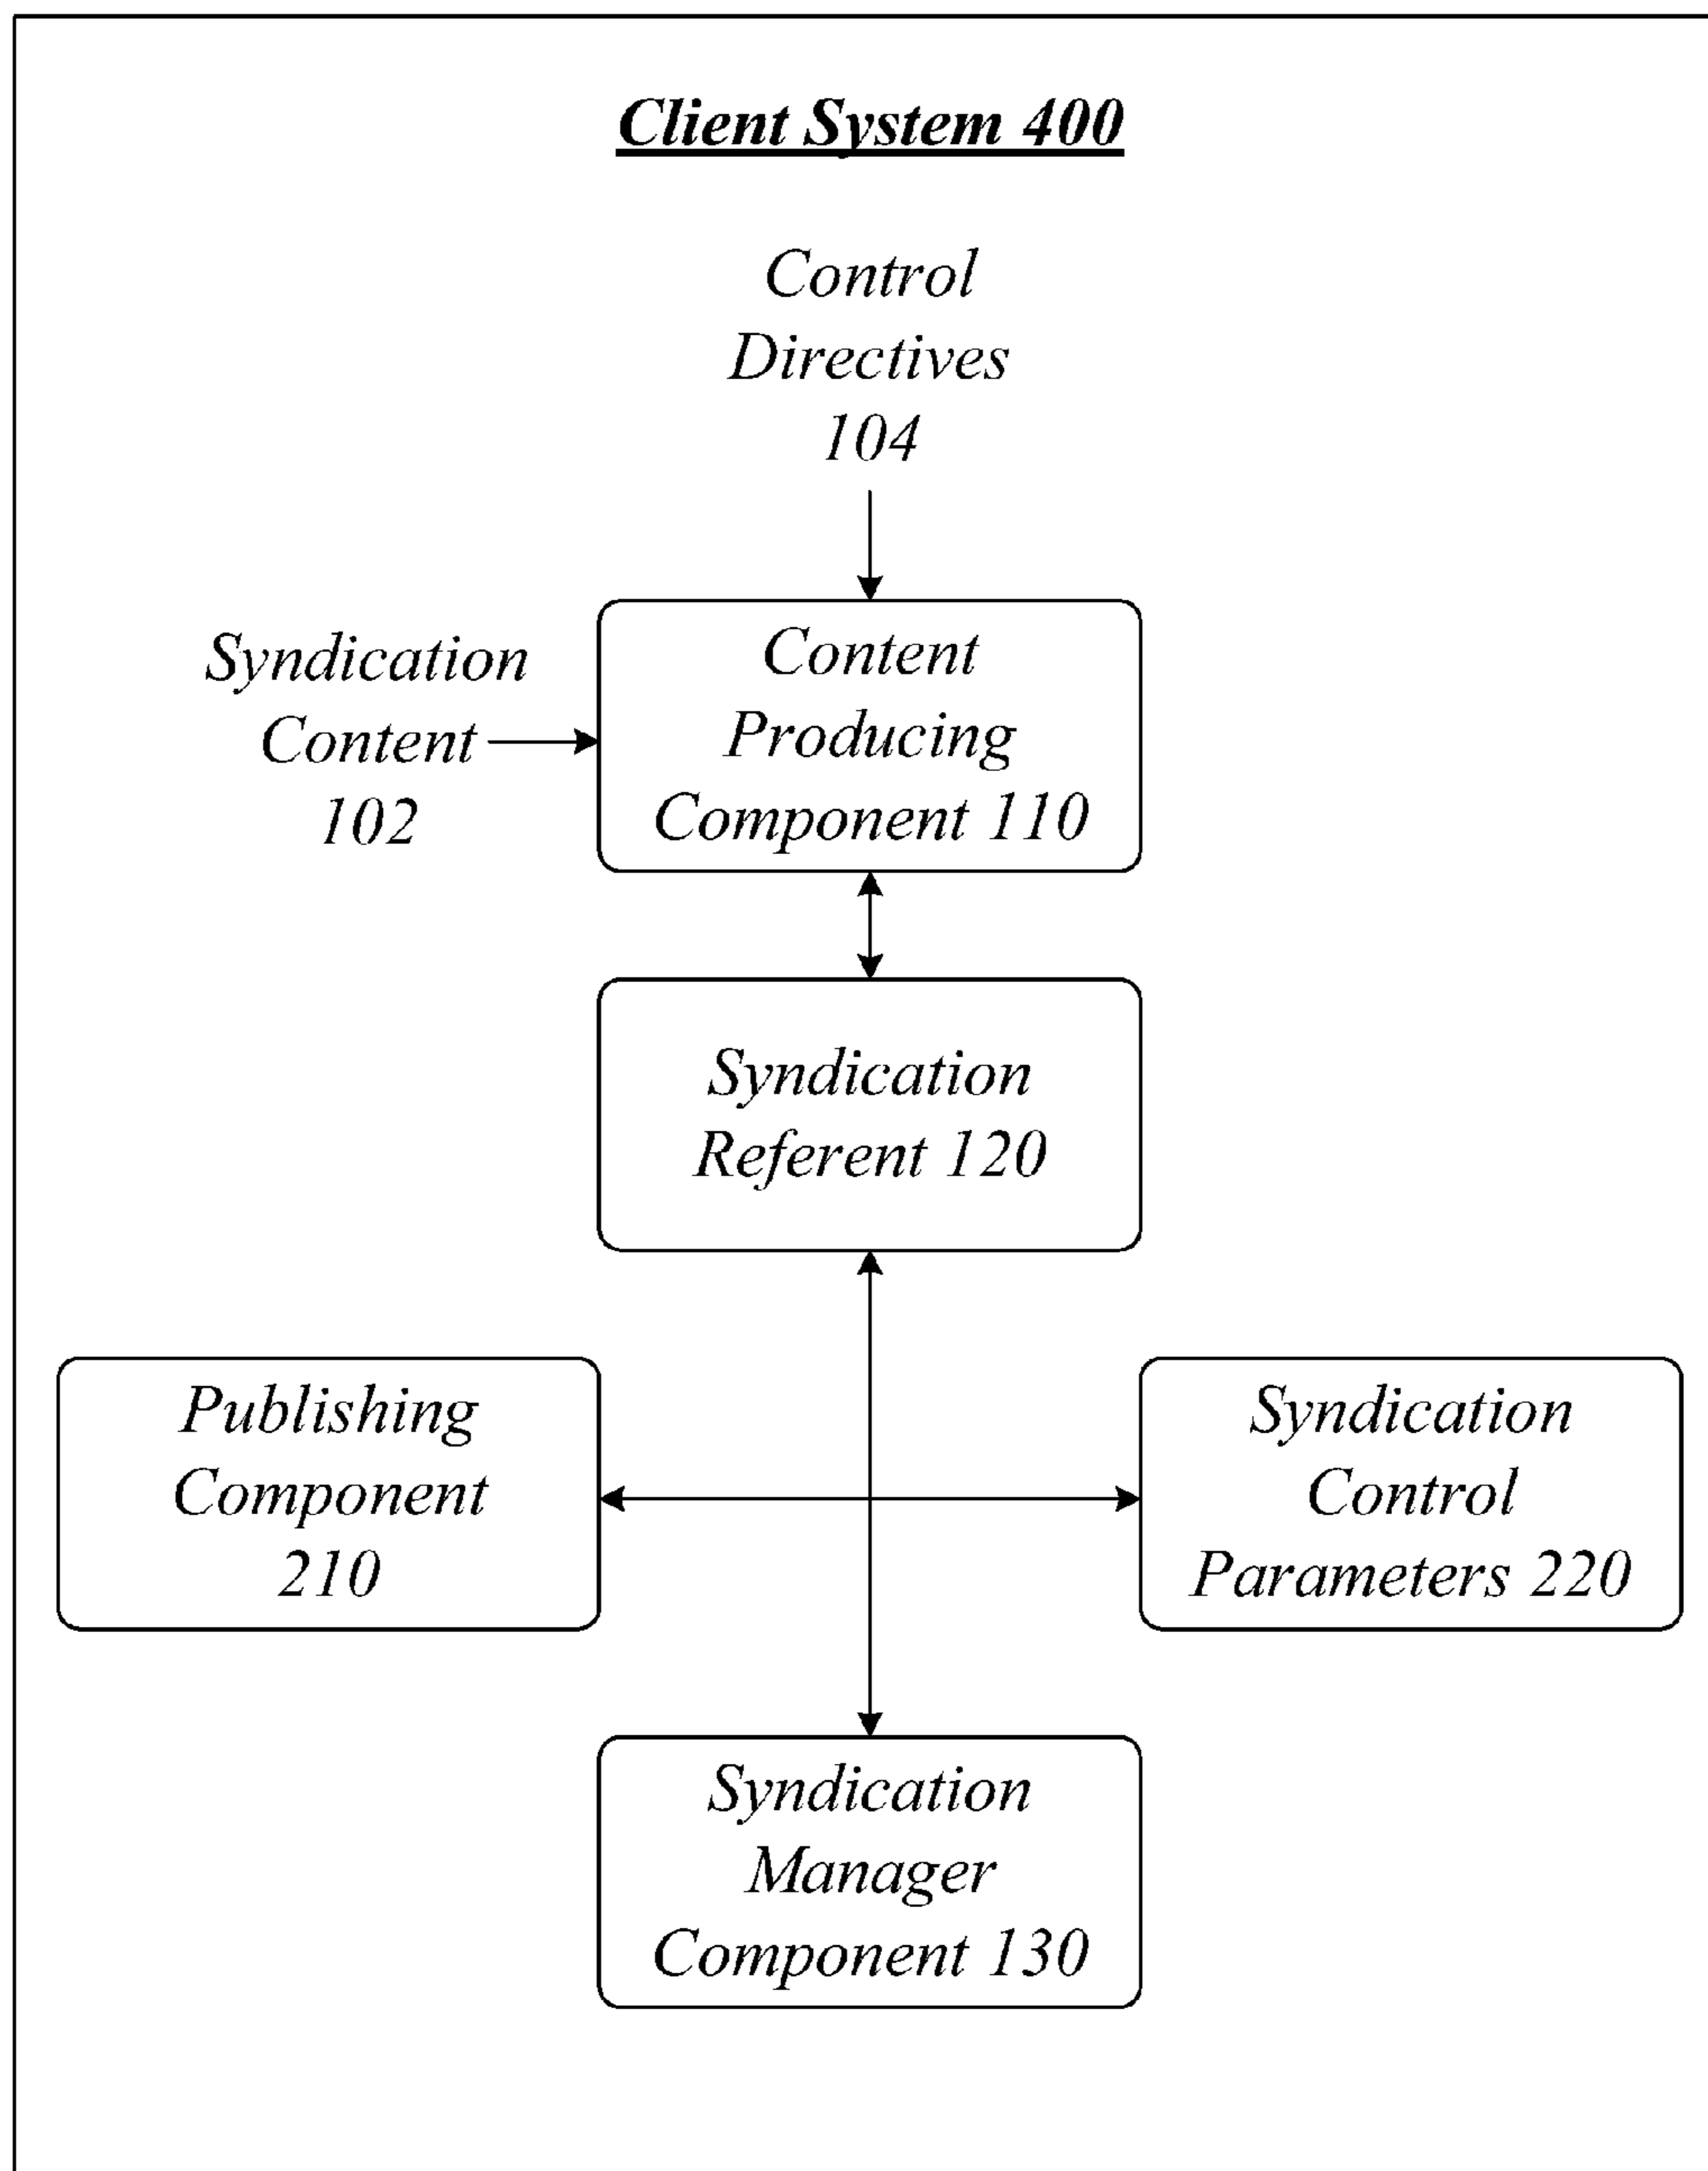 Client System 400
Control
Directives
104
Syndication
Content
102
Content
Producing
Component 110
Syndication
Referent 120
Publishing
Component
210
Syndication
Control
Parameters 220
Syndication
Manager
Component 130